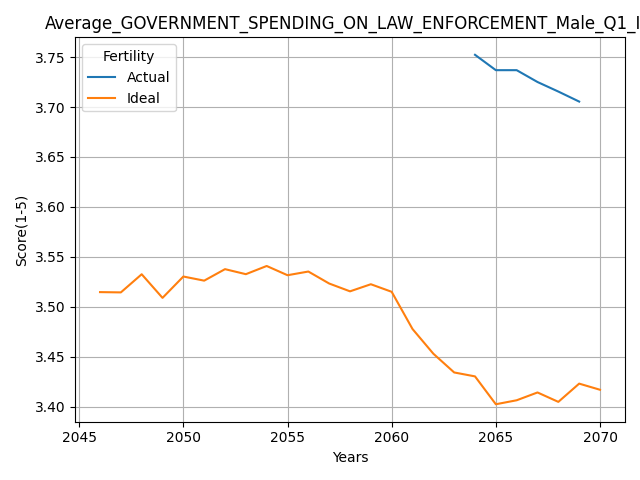 Average_GOVERNMENT_SPENDING_ON_LAW_ENFORCEMENT_Male_Q1_I
Fertility
Actual
Ideal
3.75
3.70
3.65
3.60
3.55
3.50
3.45
3.40
Score(1-5)
2045 2050 2055 2060 2065 2070
Years